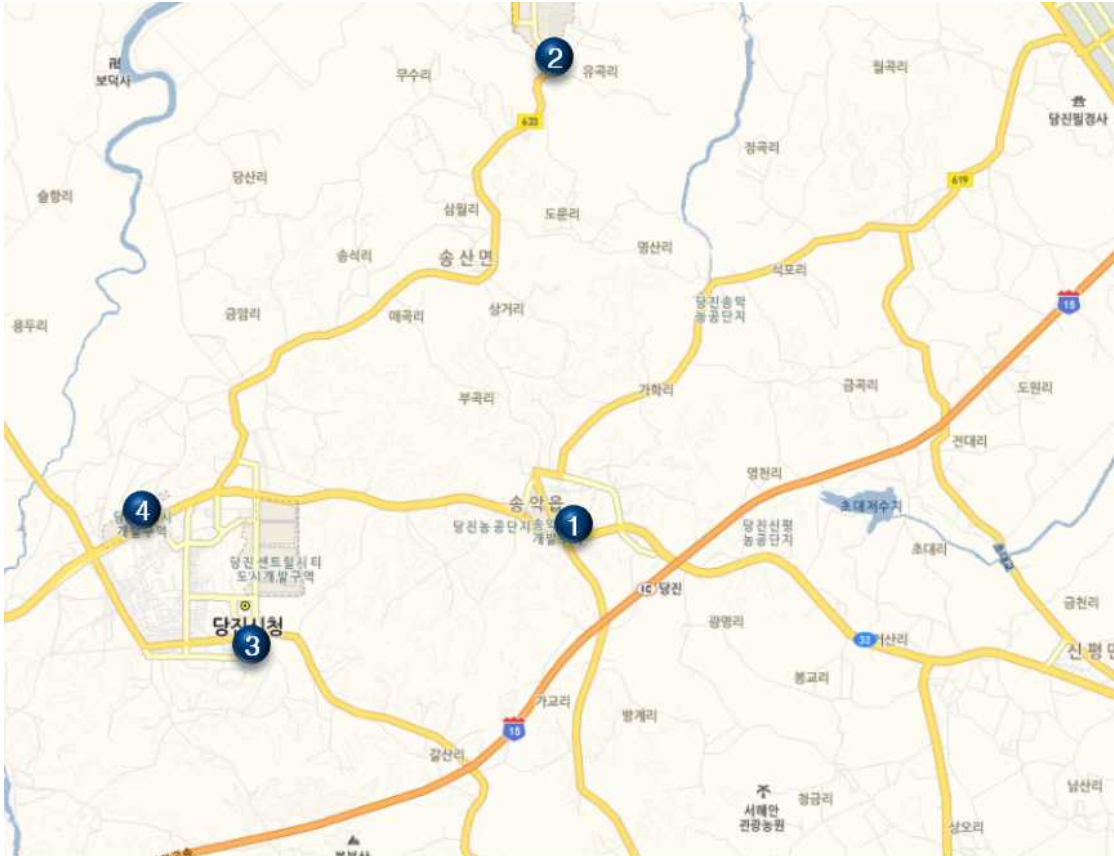 보덕사
무수리
2
유곡리
월곡리
당진필경사
633
정곡리
당산리
619
슬항리
삼월리
도문리
송석리
송산면
명산리
석포리
15
용두리
금암리
매곡리
상거리
당진송악
농공단지
부곡리
가학리
금곡리
도원리
전대리
영천리
송악읍
초대저수지
4
1
당진농공단지
당진신평
농공단지
초대리
당진센트럴시티
도시개발구역
IC 당진
금천리
당진시청
3
광명리
32
신평면
봉교리
가교리
방계리
15
갈산리
서해안
관광농원
청금리
남산리
상오리